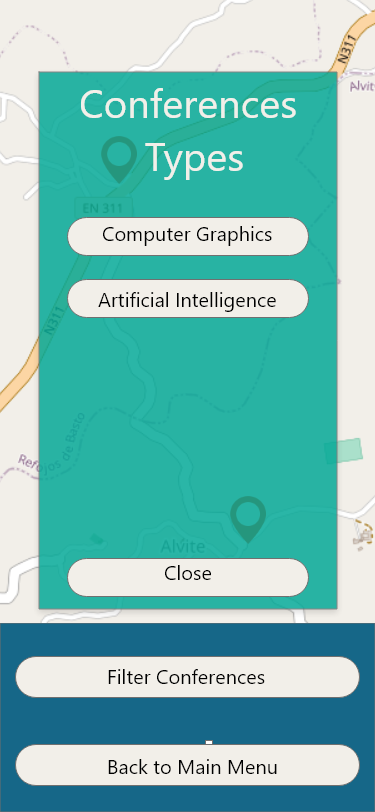 N311
Alvit
Conferences
Types
EN 311
Computer Graphics
Artificial Intelligence
N311
Refojos de Basto
Alvite
Close
Filter Conferences
Back to Main Menu